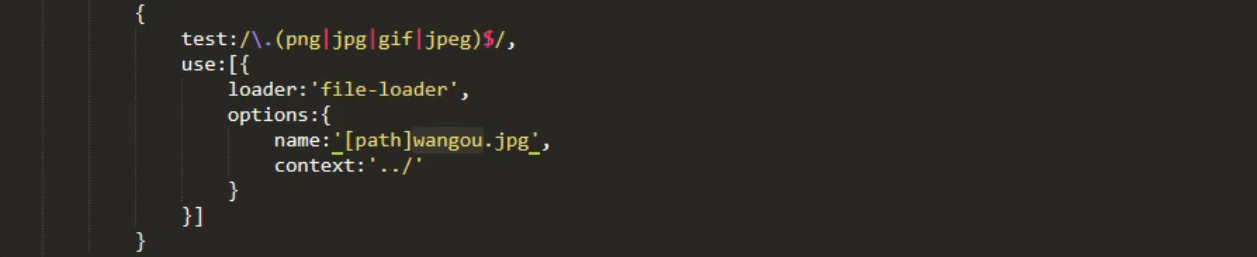 {
test:/\.(png|jpg|gif|jpeg)$/,
use:[{
loader:'file-loader',
options:{
name:'[path]wangou.jpg',
context:'../'
}
}]
}